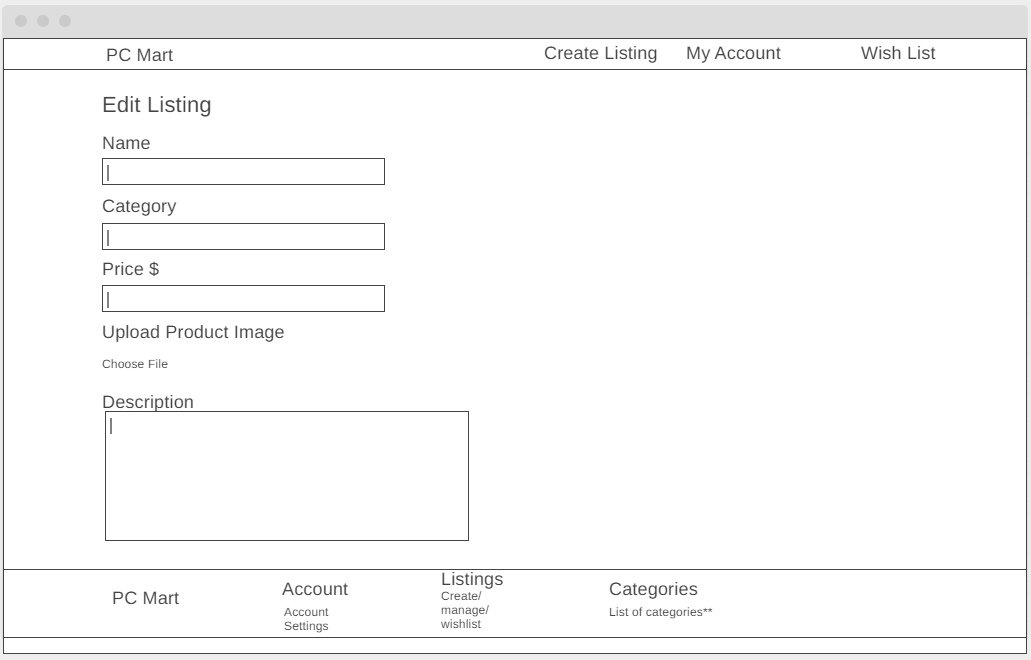 PC Mart
Create Listing
My Account
Wish List
Edit Listing
Name
Category
Price $
Upload Product Image
Choose File
Description
PC Mart
Account
Account
Settings
Listings
Create/
manage/
wishlist
Categories
List of categories**